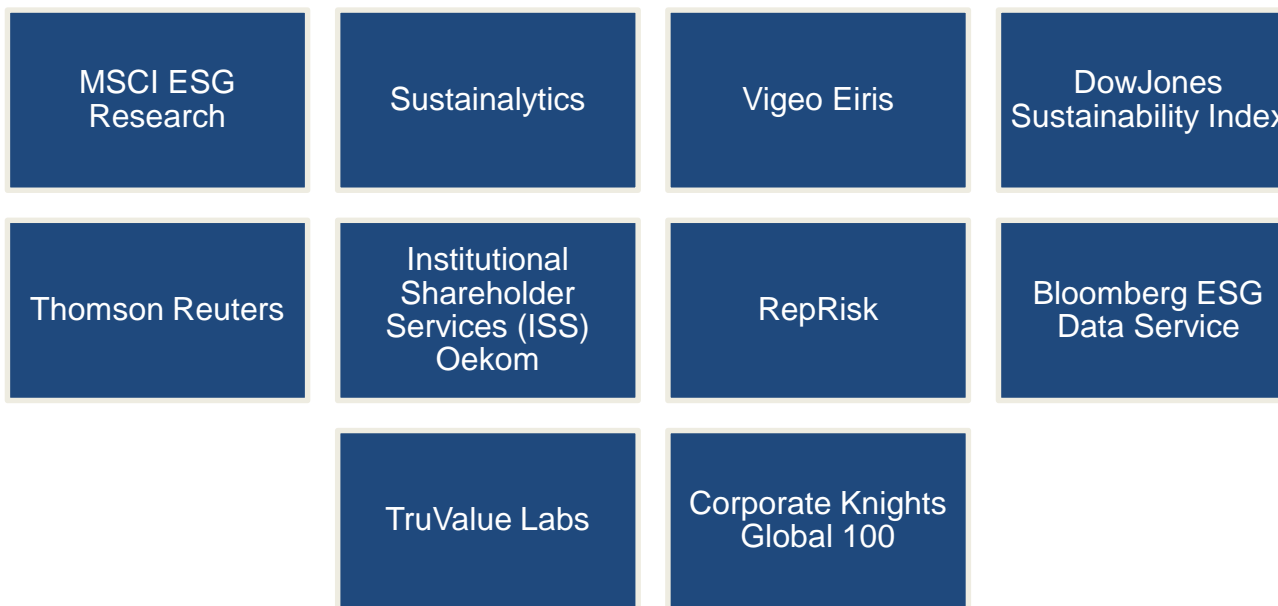 MSCI ESG
Research
Sustainalytics
Vigeo Eiris
DowJones
Sustainability Index
Thomson Reuters
Institutional
Shareholder
Services (ISS)
Oekom
RepRisk
Bloomberg ESG
Data Service
TruValue Labs
Corporate Knights
Global 100